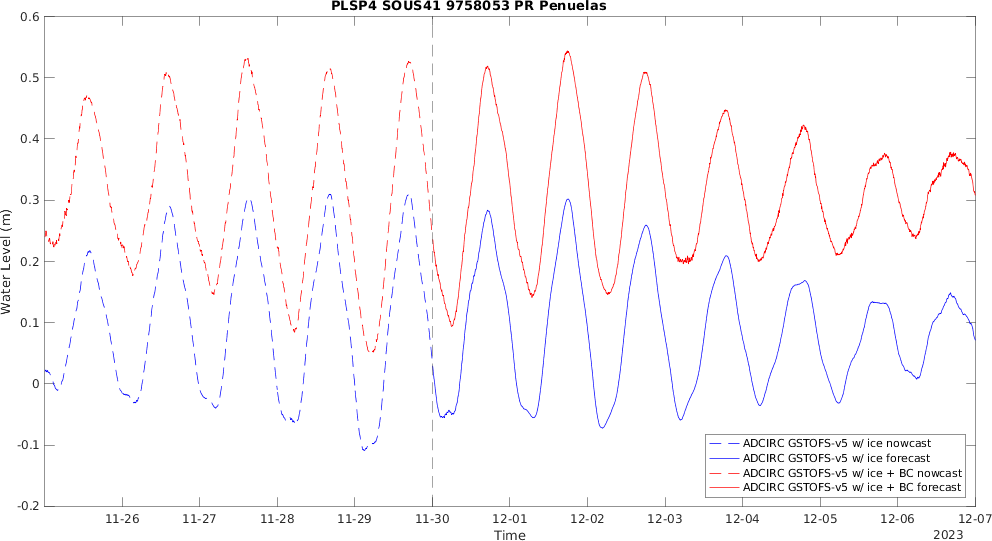 PLSP4 SOUS41 9758053 PR Penuelas
0.6
0.5
0.4
0.3
0.2
0.1
0
-0.1
-0.2
Water Level (m)
ADCIRC GSTOFS-v5 w/ ice nowcast
ADCIRC GSTOFS-v5 w/ ice forecast
ADCIRC GSTOFS-v5 w/ ice + BC nowcast
ADCIRC GSTOFS-v5 w/ ice + BC forecast
11-26 11-27 11-28 11-29 11-30 12-01 12-02 12-03 12-04 12-05 12-06 12-07
Time
2023